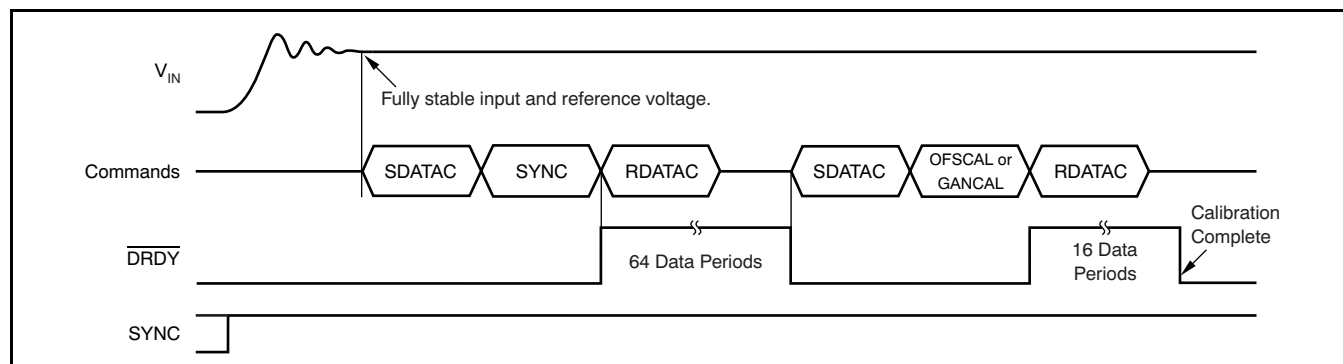 V_IN
Fully stable input and reference voltage.
Commands
SDATAC
SYNC
RDATAC
SDATAC
OFSCAL or
GANCAL
RDATAC
DRDY
64 Data Periods
16 Data
Periods
Calibration
Complete
SYNC